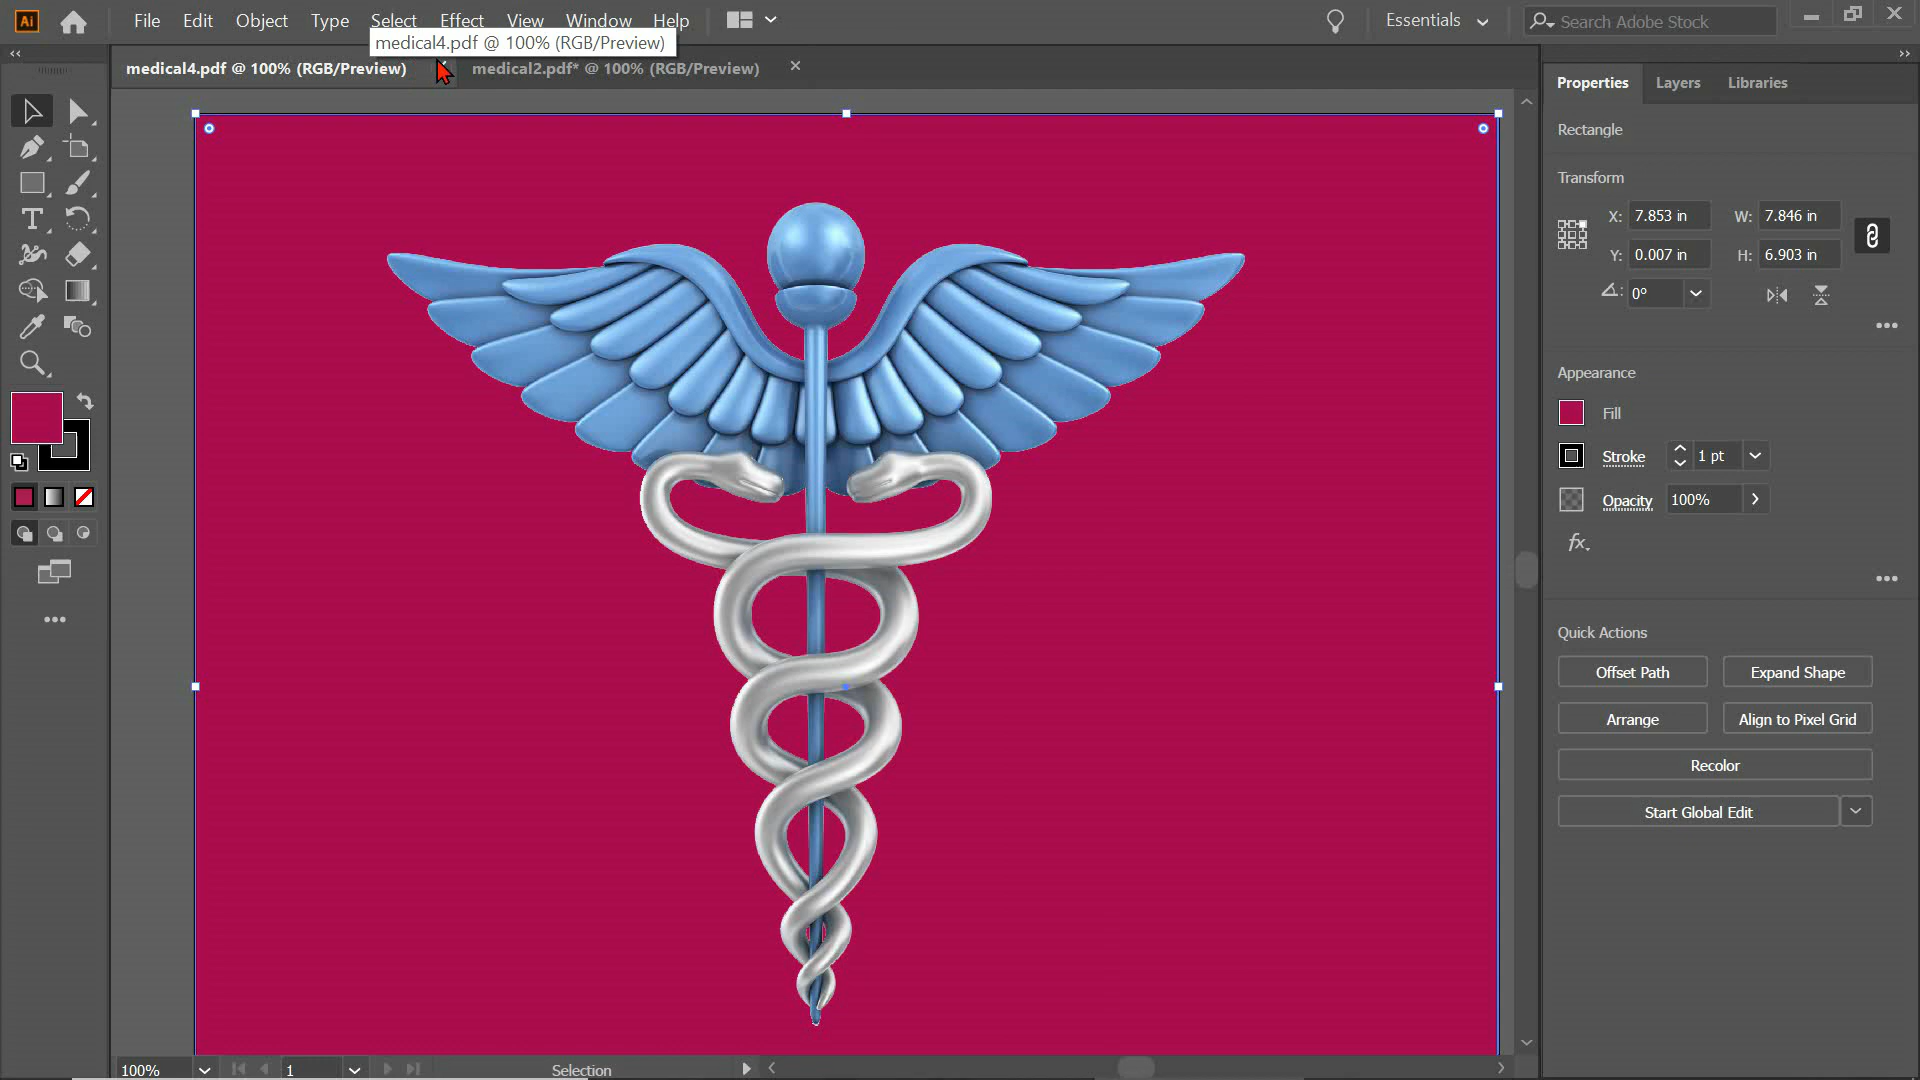 Ai
File Edit Object Type Select Effect View Window Help
Essentials
Search Adobe Stock
medical4.pdf @ 100% (RGB/Preview)
medical4.pdf @ 100% (RGB/Preview)
medical2.pdf* @ 100% (RGB/Preview)
Properties Layers Libraries
Rectangle
Transform
X: 7.853 in W: 7.846 in
Y: 0.007 in H: 6.903 in
0°
Appearance
Fill
Stroke 1 pt
Opacity 100%
fx.
Quick Actions
Offset Path Expand Shape
Arrange Align to Pixel Grid
Recolor
Start Global Edit
100% 1 Selection